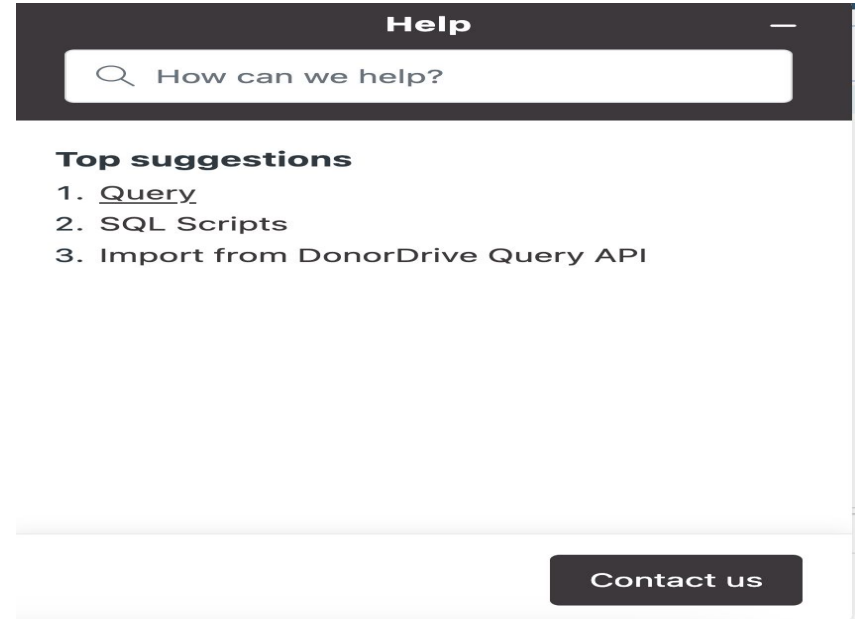 Help
How can we help?
Top suggestions
1. Query
2. SQL Scripts
3. Import from DonorDrive Query API
Contact us